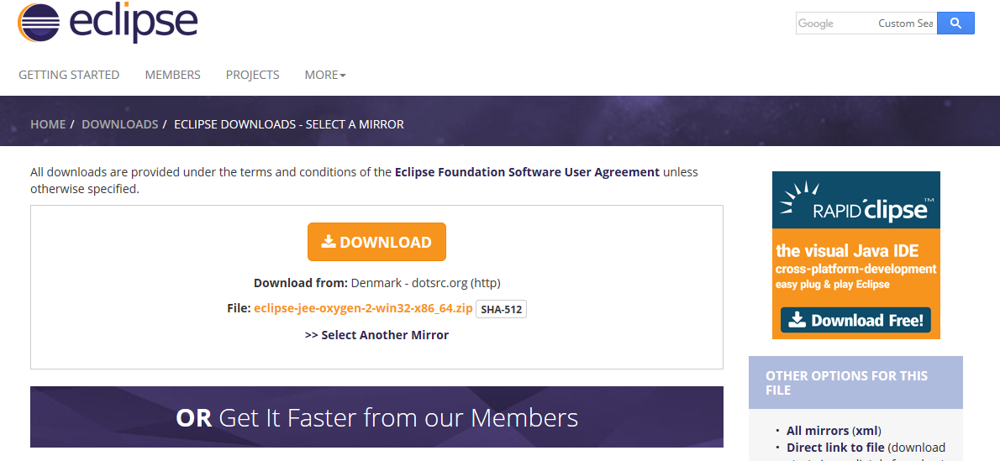 eclipse
Google Custom Sea
GETTING STARTED MEMBERS PROJECTS MORE
HOME / DOWNLOADS / ECLIPSE DOWNLOADS - SELECT A MIRROR
All downloads are provided under the terms and conditions of the Eclipse Foundation Software User Agreement unless
otherwise specified.
DOWNLOAD
Download from: Denmark - dotsrc.org (http)
File: eclipse-jee-oxygen-2-win32-x86_64.zip SHA-512
>> Select Another Mirror
OR Get It Faster from our Members
RAPID'clipse™
the visual Java IDE
cross-platform-development
easy plug & play Eclipse
Download Free!
OTHER OPTIONS FOR THIS
FILE
• All mirrors (xml)
• Direct link to file (download